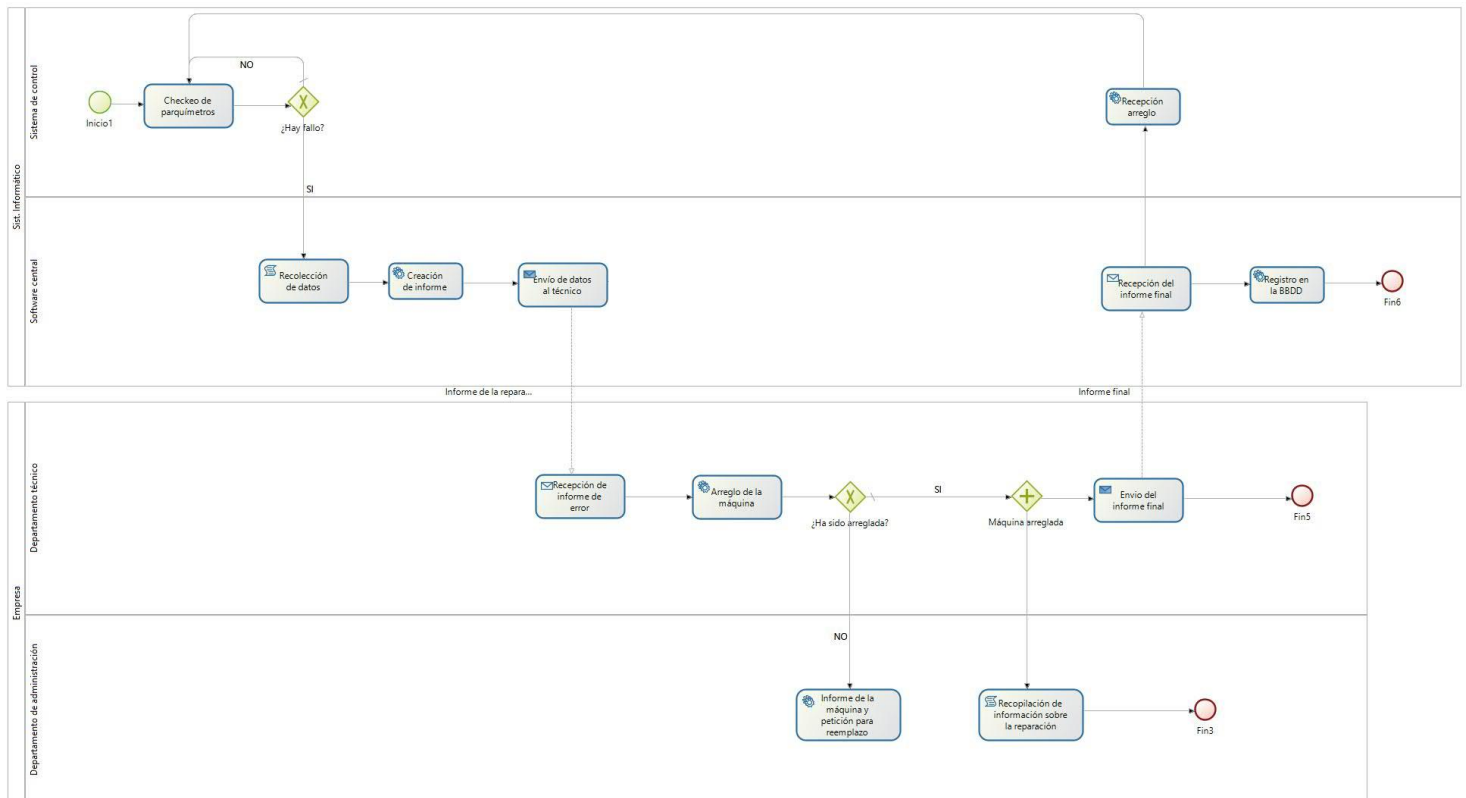 Sist. Informático
Sistema de control
NO
Inicio1
Checkeo de
parquímetros
¿Hay fallo?
SI
Recepción
arreglo
Software central
Recolección
de datos
Creación
de informe
Envío de datos
al técnico
Recepción del
informe final
Registro en
la BBDD
Fin6
Informe de la repara...
Informe final
Empresa
Departamento técnico
Recepción de
informe de
error
Arreglo de la
máquina
¿Ha sido arreglada?
SI
Máquina arreglada
Envio del
informe final
Fin5
Departamento de administración
NO
Informe de la
máquina y
petición para
reemplazo
Recopilación de
información sobre
la reparación
Fin3